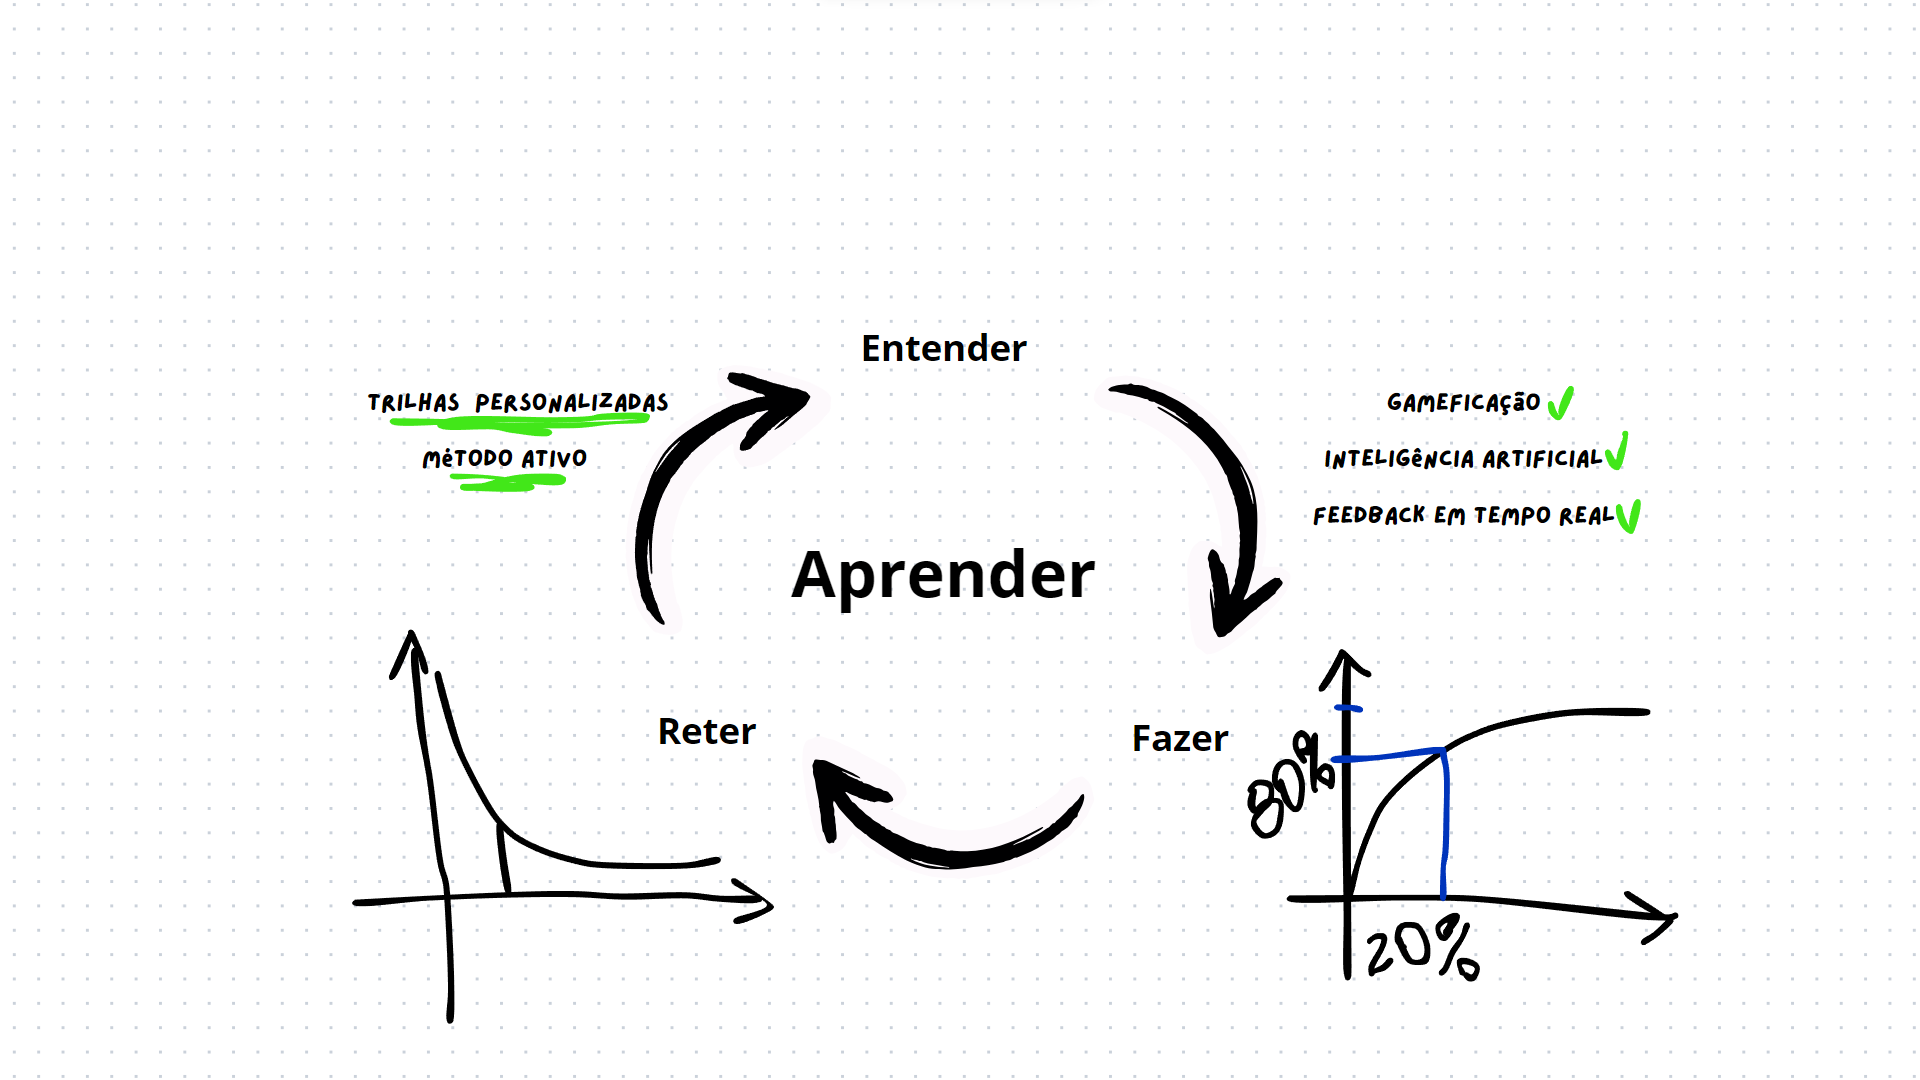 Entender
TRILHAS PERSONALIZADAS
MÉTODO ATIVO
GAMEFICAÇÃO
INTELIGÊNCIA ARTIFICIAL
FEEDBACK EM TEMPO REAL
Aprender
Reter
Fazer
80%
20%